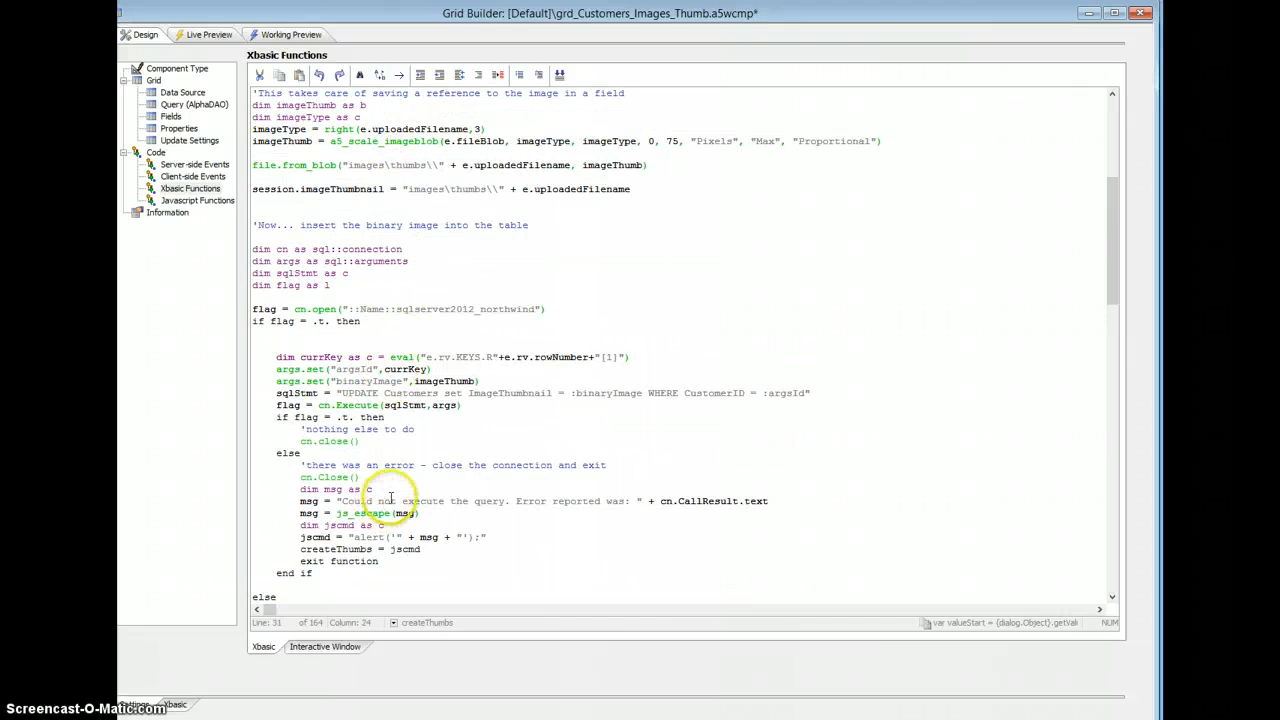 Grid Builder: [Default]\grd_Customers_Images_Thumb.a5wcmp*
Design
Live Preview
Working Preview
Component Type
Grid
Data Source
Query (AlphaDAO)
Fields
Properties
Update Settings
Code
Server-side Events
Client-side Events
Xbasic Functions
Javascript Functions
Information
Xbasic Functions
'This takes care of saving a reference to the image in a field
dim imageThumb as b
dim imageType as c
imageType = right(e.uploadedFilename,3)
imageThumb = a5_scale_imageblob(e.fileBlob, imageType, imageType, 0, 75, "Pixels", "Max", "Proportional")
file.from_blob("images\thumbs\\" + e.uploadedFilename, imageThumb)
session.imageThumbnail = "images\thumbs\\" + e.uploadedFilename
'Now... insert the binary image into the table
dim cn as sql::connection
dim args as sql::arguments
dim sqlStmt as c
dim flag as l
flag = cn.open("::Name::sqlserver2012_northwind")
if flag = .t. then
dim currKey as c = eval("e.rv.KEYS.R"+e.rv.rowNumber+"[1]")
args.set("argsId",currKey)
args.set("binaryImage",imageThumb)
sqlStmt = "UPDATE Customers set ImageThumbnail = :binaryImage WHERE CustomerID = :argsId"
flag = cn.Execute(sqlStmt,args)
if flag = .t. then
'nothing else to do
cn.close()
else
'there was an error - close the connection and exit
cn.Close()
dim msg as c
msg = "Could not execute the query. Error reported was: " + cn.CallResult.text
msg = js_escape(msg)
dim jscmd as c
jscmd = "alert('" + msg + "');"
createThumbs = jscmd
exit function
end if
else
Line: 31 of 164 Column: 24 createThumbs var valueStart = {dialog.Object}.getVal NUM
Xbasic
Interactive Window
Xbasic
Screencast-O-Matic.com